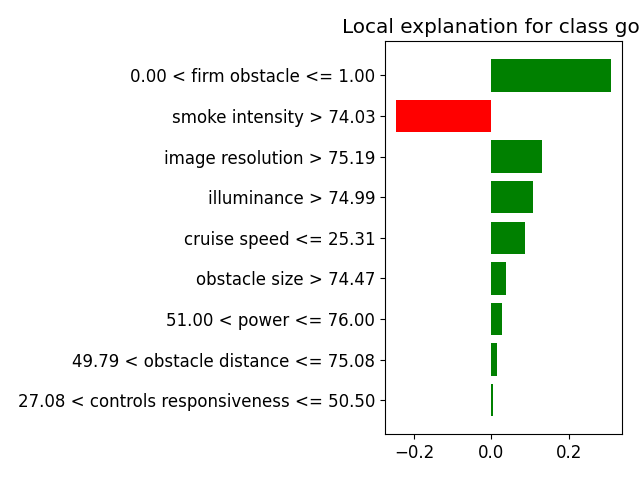 Local explanation for class go
0.00 < firm obstacle <= 1.00
smoke intensity > 74.03
image resolution > 75.19
illuminance > 74.99
cruise speed <= 25.31
obstacle size > 74.47
51.00 < power <= 76.00
49.79 < obstacle distance <= 75.08
27.08 < controls responsiveness <= 50.50
−0.2 0.0 0.2